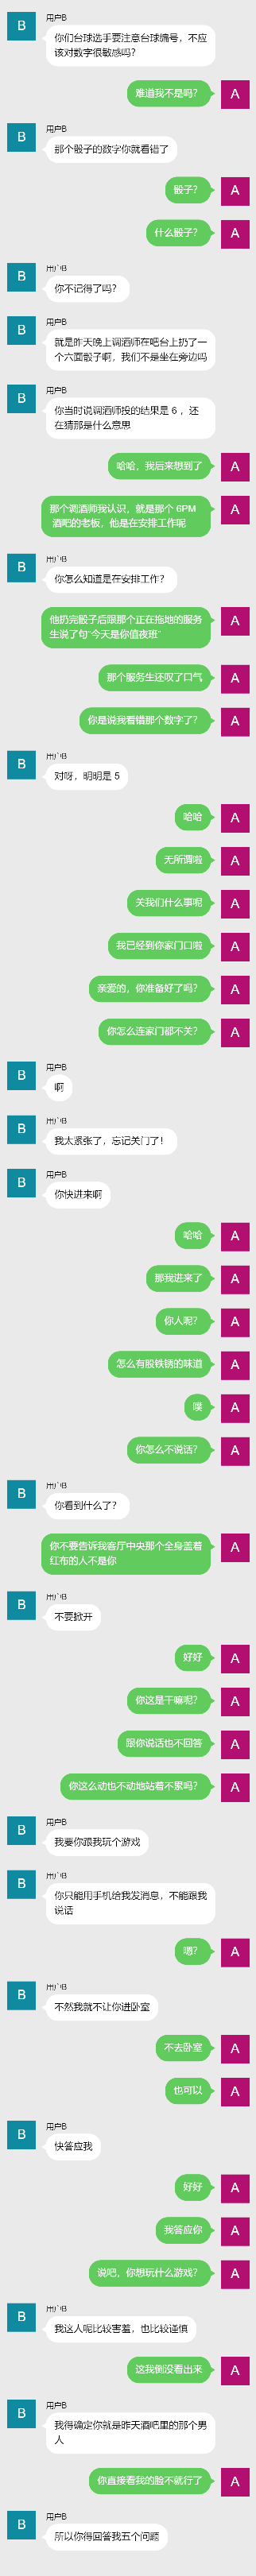 B
用户B
你们台球选手要注意台球编号，不应
该对数字很敏感吗？
难道我不是吗？
A
B
用户B
那个骰子的数字你就看错了
骰子？
A
什么骰子？
A
B
用户B
你不记得了吗？
B
用户B
就是昨天晚上调酒师在吧台上扔了一
个六面骰子啊，我们不是坐在旁边吗
B
用户B
你当时说调酒师投的结果是 6 ，还
在猜那是什么意思
哈哈，我后来想到了
A
那个调酒师我认识，就是那个 6PM
酒吧的老板，他是在安排工作呢
A
B
用户B
你怎么知道是在安排工作？
他扔完骰子后跟那个正在拖地的服务
生说了句“今天是你值夜班”
A
那个服务生还叹了口气
A
你是说我看错那个数字了？
A
B
用户B
对呀，明明是 5
哈哈
A
无所谓啦
A
关我们什么事呢
A
我已经到你家门口啦
A
亲爱的，你准备好了吗？
A
你怎么连家门都不关？
A
B
用户B
啊
B
用户B
我太紧张了，忘记关门了！
B
用户B
你快进来啊
哈哈
A
那我进来了
A
你人呢？
A
怎么有股铁锈的味道
A
噗
A
你怎么不说话？
A
B
用户B
你看到什么了？
你不要告诉我客厅中央那个全身盖着
红布的人不是你
A
B
用户B
不要掀开
好好
A
你这是干嘛呢？
A
跟你说话也不回答
A
你这么动也不动地站着不累吗？
A
B
用户B
我要你跟我玩个游戏
B
用户B
你只能用手机给我发消息，不能跟我
说话
嗯？
A
B
用户B
不然我就不让你进卧室
不去卧室
A
也可以
A
B
用户B
快答应我
好好
A
我答应你
A
说吧，你想玩什么游戏？
A
B
用户B
我这人呢比较害羞，也比较谨慎
这我倒没看出来
A
B
用户B
我得确定你就是昨天酒吧里的那个男
人
你直接看我的脸不就行了
A
B
用户B
所以你得回答我五个问题